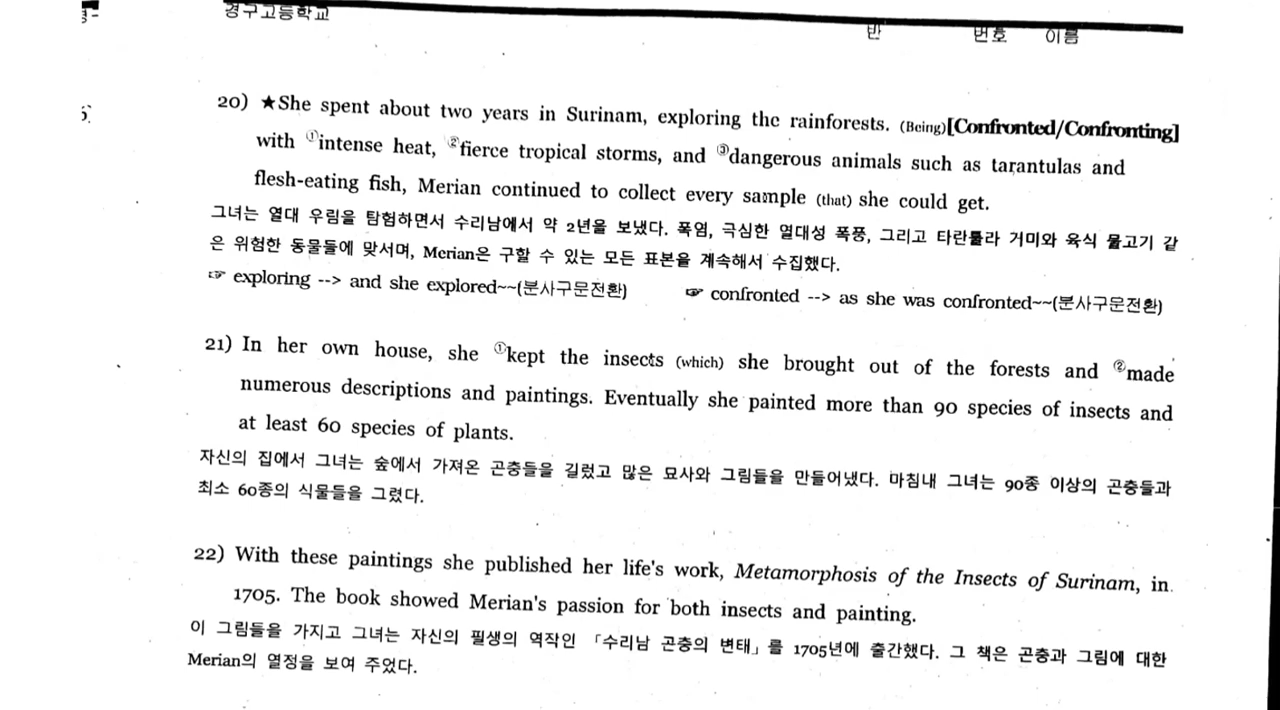 경구고등학교
반 번호 이름
20) ★She spent about two years in Surinam, exploring the rainforests. (Being)[Confronted/Confronting]
with ①intense heat, ②fierce tropical storms, and ③dangerous animals such as tarantulas and
flesh-eating fish, Merian continued to collect every sample (that) she could get.
그녀는 열대 우림을 탐험하면서 수리남에서 약 2년을 보냈다. 폭염, 극심한 열대성 폭풍, 그리고 타란툴라 거미와 육식 물고기 같
은 위험한 동물들에 맞서며, Merian은 구할 수 있는 모든 표본을 계속해서 수집했다.
☞ exploring --> and she explored~~(분사구문전환) ☞ confronted --> as she was confronted~~(분사구문전환)
21) In her own house, she ①kept the insects (which) she brought out of the forests and ②made
numerous descriptions and paintings. Eventually she painted more than 90 species of insects and
at least 60 species of plants.
자신의 집에서 그녀는 숲에서 가져온 곤충들을 길렀고 많은 묘사와 그림들을 만들어냈다. 마침내 그녀는 90종 이상의 곤충들과
최소 60종의 식물들을 그렸다.
22) With these paintings she published her life's work, Metamorphosis of the Insects of Surinam, in
1705. The book showed Merian's passion for both insects and painting.
이 그림들을 가지고 그녀는 자신의 필생의 역작인 「수리남 곤충의 변태」를 1705년에 출간했다. 그 책은 곤충과 그림에 대한
Merian의 열정을 보여 주었다.